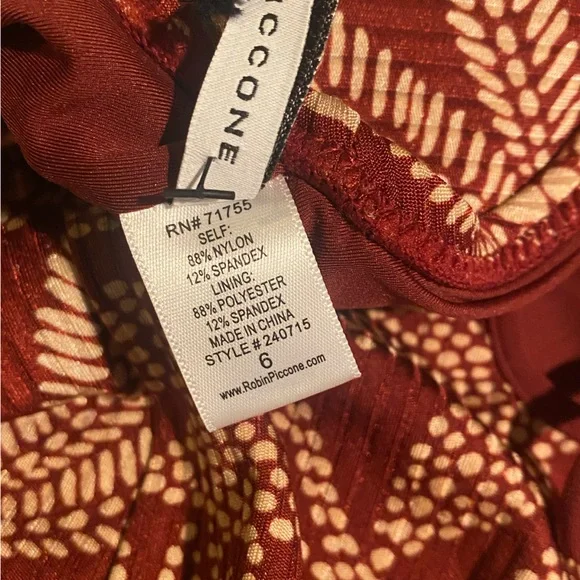 ICCONE
RN# 71755
SELF:
88% NYLON
12% SPANDEX
LINING:
88% POLYESTER
12% SPANDEX
MADE IN CHINA
STYLE # 240715
6
www.RobinPiccone.com